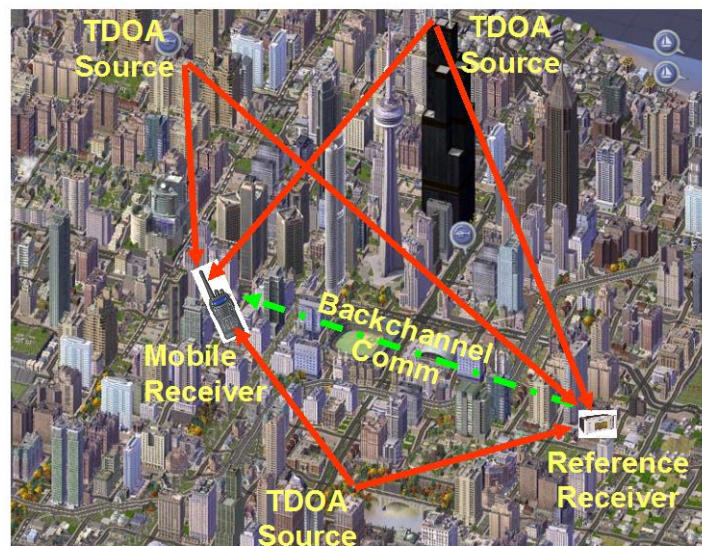 TDOA
Source
TDOA
Source
Backchannel
Comm
Mobile
Receiver
Reference
Receiver
TDOA
Source